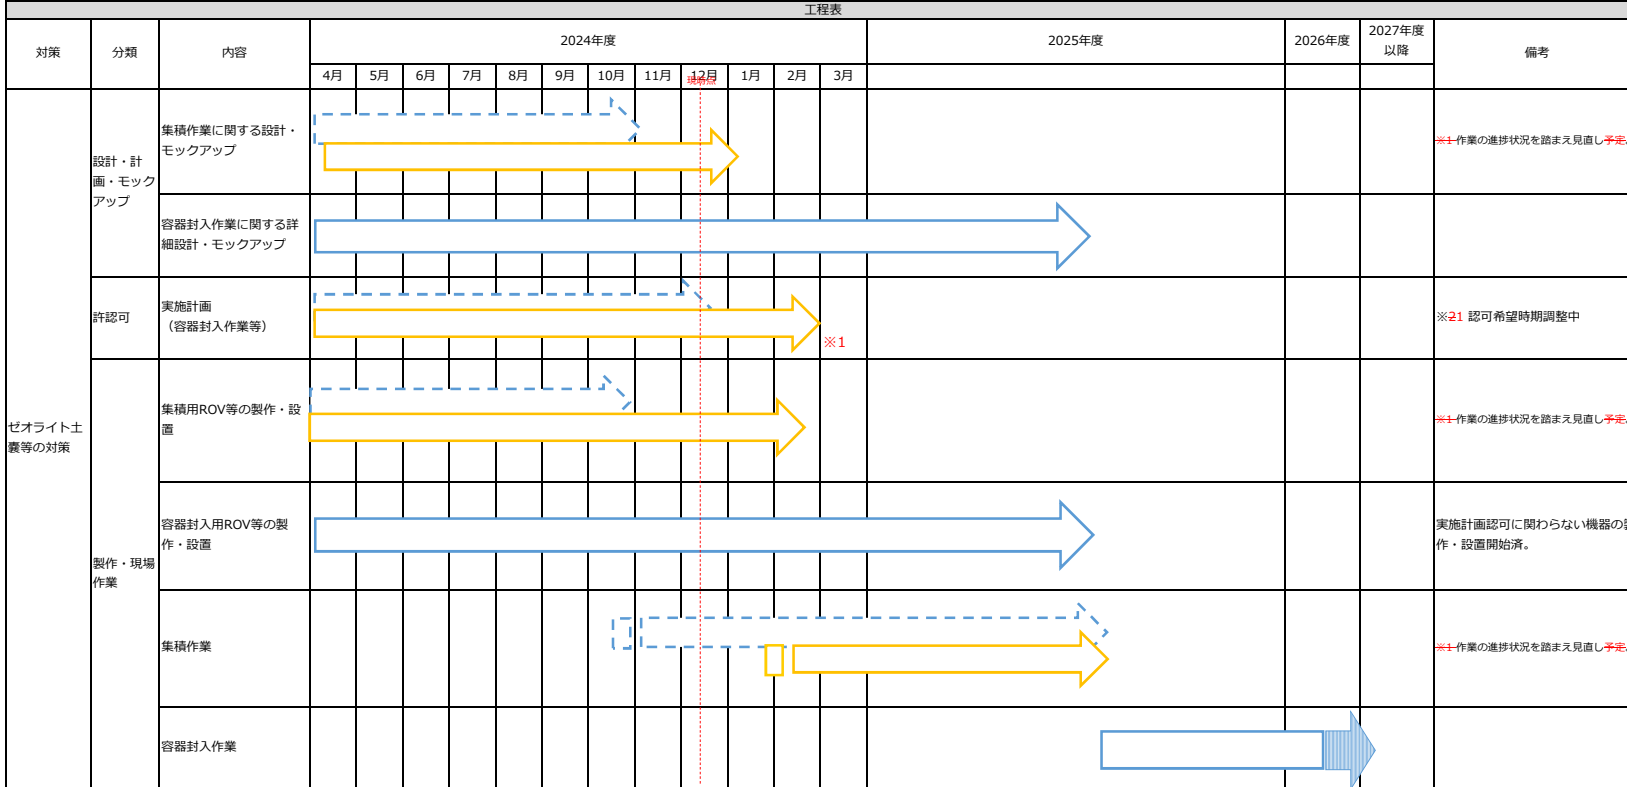 工程表
対策
分類
内容
2024年度
2025年度
2026年度
2027年度
以降
備考
4月
5月
6月
7月
8月
9月
10月
11月
12月
1月
2月
3月
現時点
ゼオライト土
嚢等の対策
設計・計
画・モック
アップ
集積作業に関する設計・
モックアップ
※1 作業の進捗状況を踏まえ見直し予定。
容器封入作業に関する詳
細設計・モックアップ
許認可
実施計画
（容器封入作業等）
※1
※21 認可希望時期調整中
製作・現場
作業
集積用ROV等の製作・設
置
※1 作業の進捗状況を踏まえ見直し予定。
容器封入用ROV等の製
作・設置
実施計画認可に関わらない機器の製
作・設置開始済。
集積作業
※1 作業の進捗状況を踏まえ見直し予定。
容器封入作業